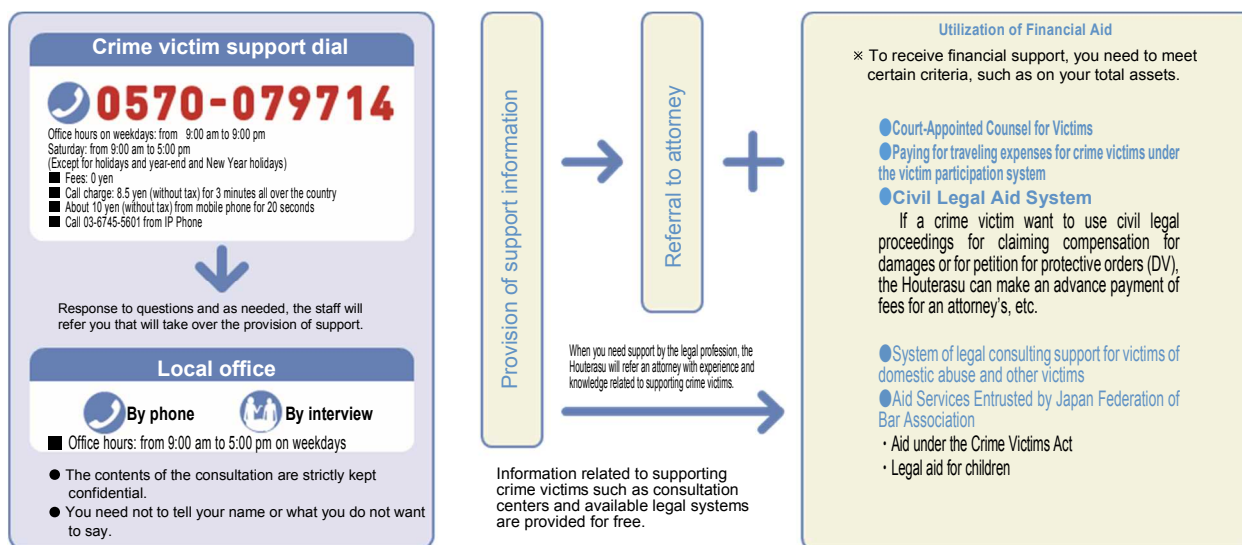 Crime victim support dial
0570-079714
Office hours on weekdays: from 9:00 am to 9:00 pm
Saturday: from 9:00 am to 5:00 pm
(Except for holidays and year-end and New Year holidays)
■ Fees: 0 yen
■ Call charge: 8.5 yen (without tax) for 3 minutes all over the country
■ About 10 yen (without tax) from mobile phone for 20 seconds
■ Call 03-6745-5601 from IP Phone
Response to questions and as needed, the staff will
refer you that will take over the provision of support.
Local office
By phone
By interview
■ Office hours: from 9:00 am to 5:00 pm on weekdays
● The contents of the consultation are strictly kept
confidential.
● You need not to tell your name or what you do not want
to say.
Provision of support information
Referral to attorney
When you need support by the legal profession, the
Houterasu will refer an attorney with experience and
knowledge related to supporting crime victims.
Information related to supporting
crime victims such as consultation
centers and available legal systems
are provided for free.
Utilization of Financial Aid
※ To receive financial support, you need to meet
certain criteria, such as on your total assets.
●Court-Appointed Counsel for Victims
●Paying for traveling expenses for crime victims under
the victim participation system
●Civil Legal Aid System
If a crime victim want to use civil legal
proceedings for claiming compensation for
damages or for petition for protective orders (DV),
the Houterasu can make an advance payment of
fees for an attorney's, etc.
●System of legal consulting support for victims of
domestic abuse and other victims
●Aid Services Entrusted by Japan Federation of
Bar Association
・Aid under the Crime Victims Act
・Legal aid for children